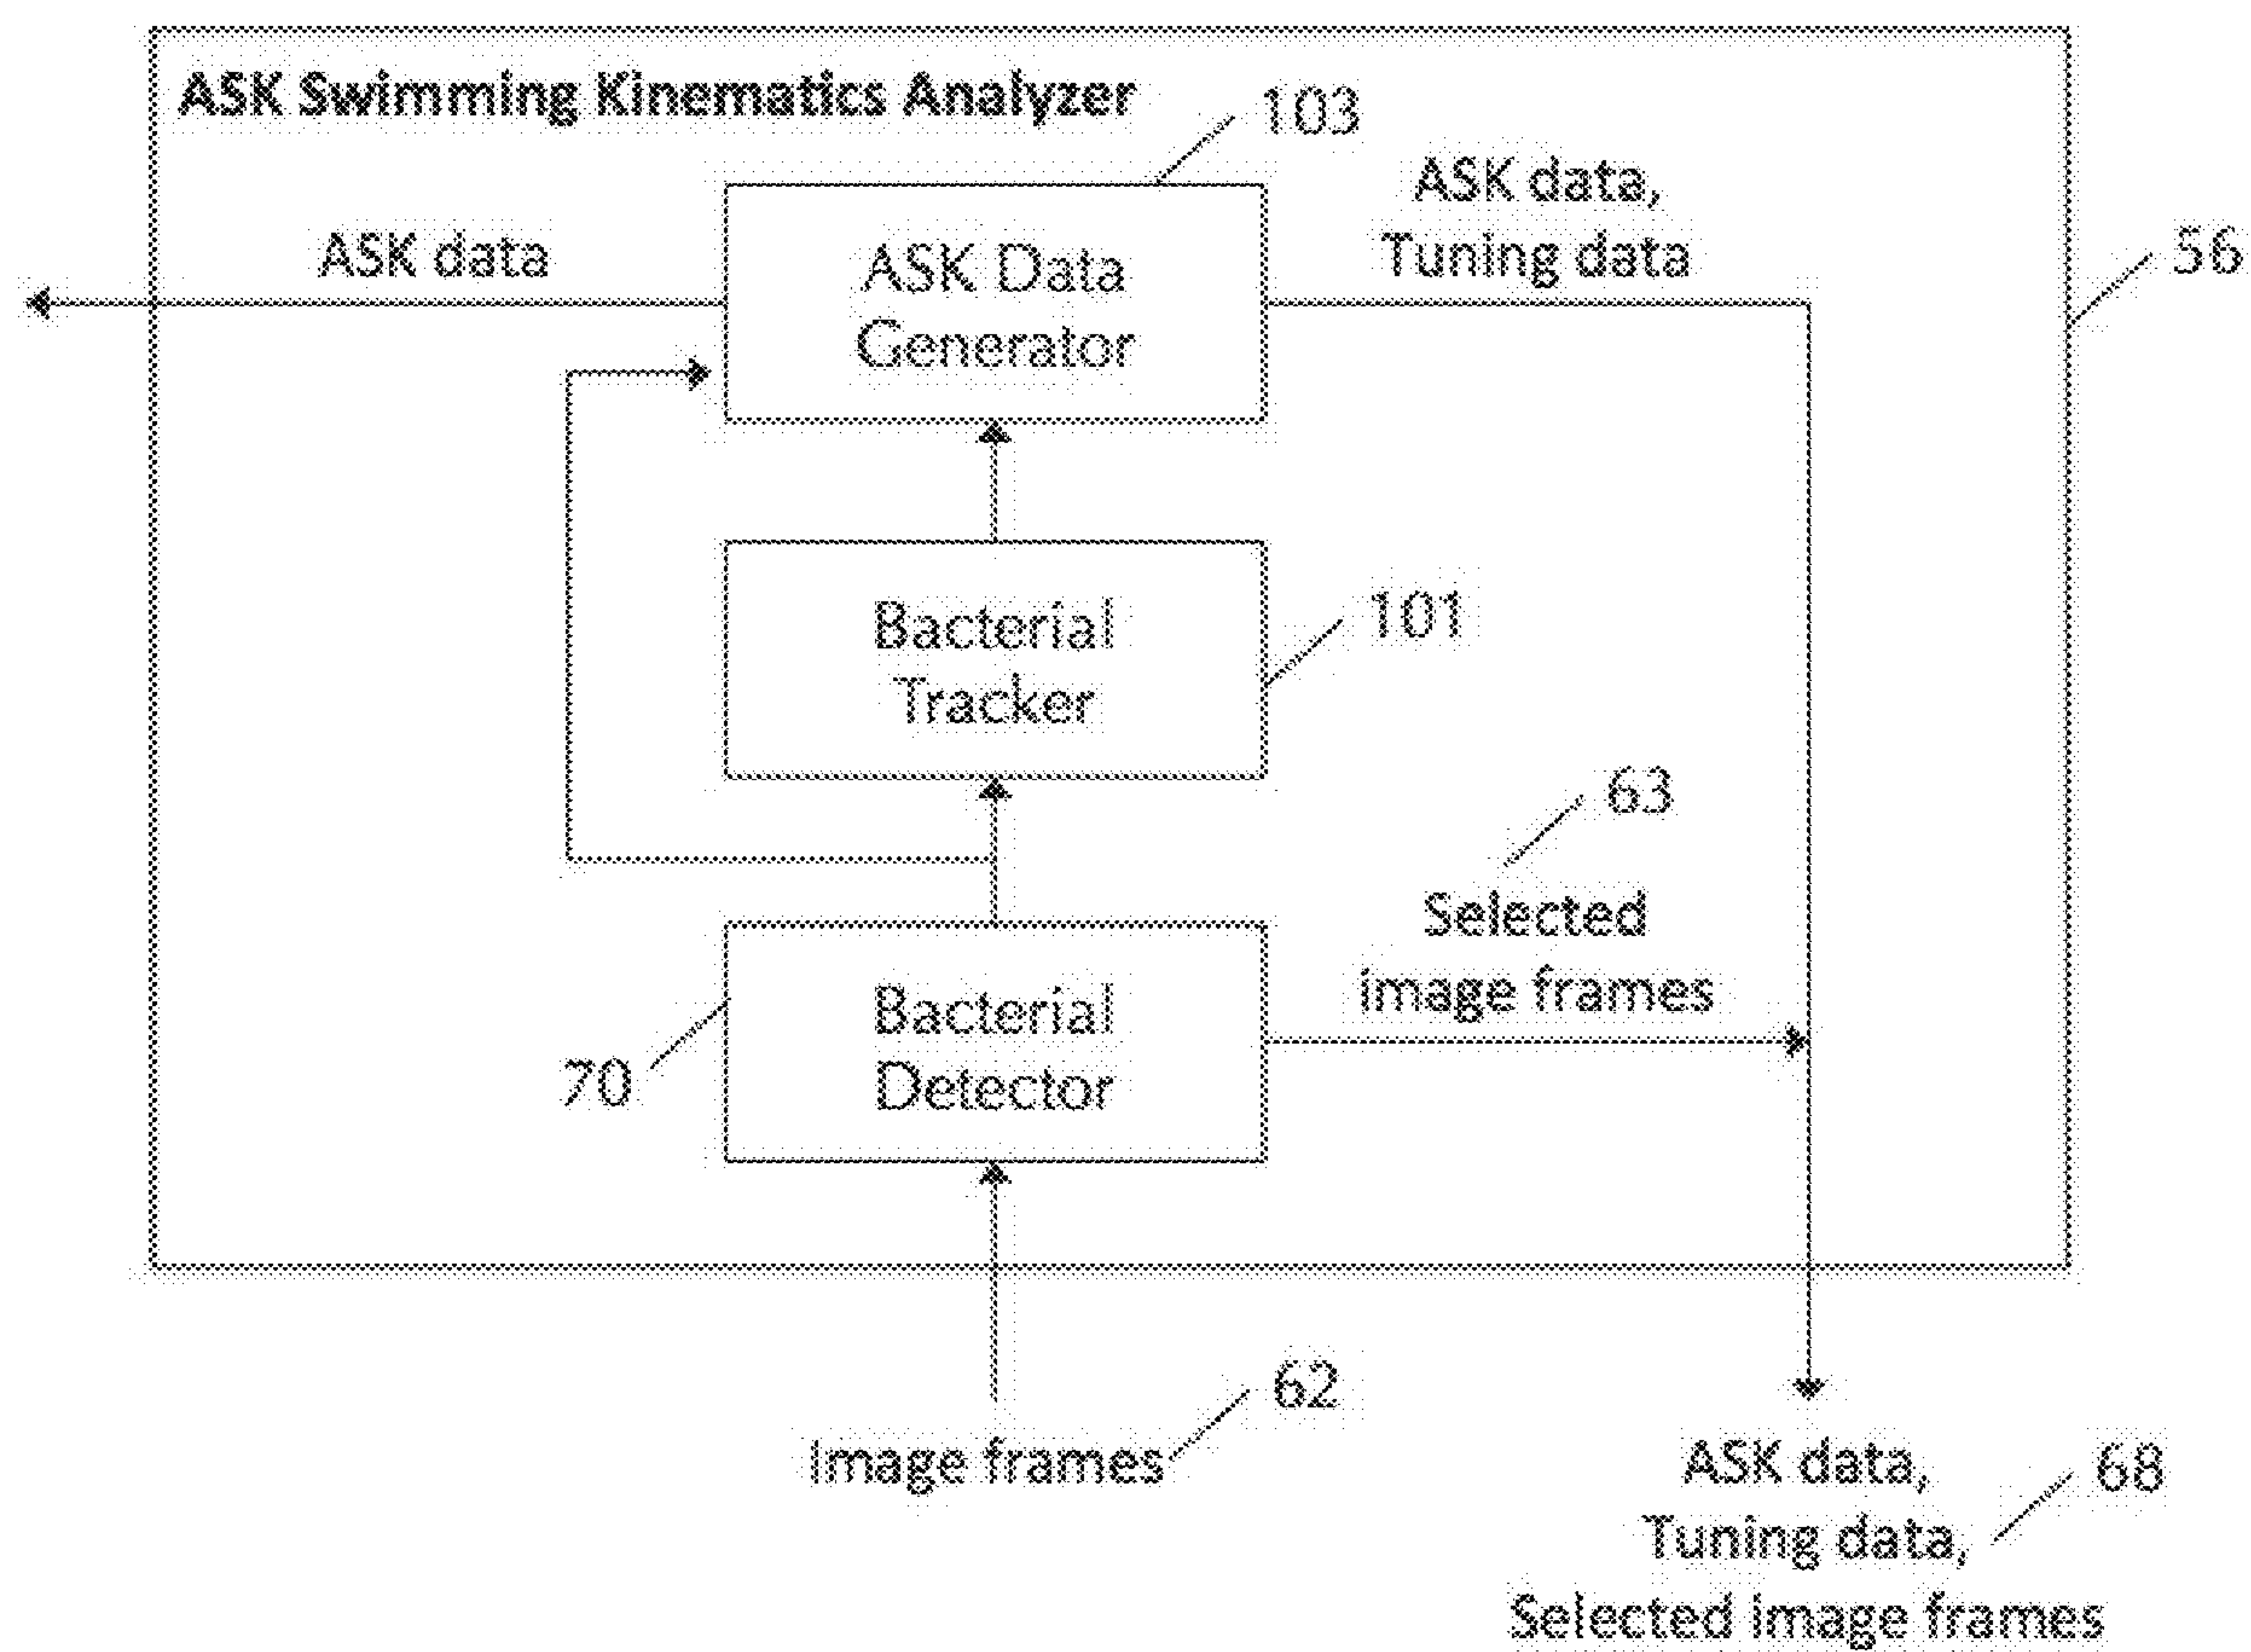 ASK Swimming Kinematics Analyzer
103
ASK data,
Tuning data
ASK data
56
ASK Data
Generator
Bacterial
Tracker
101
63
Selected
image frames
Bacterial
Detector
70
62
Image frames
ASK data,
Tuning data,
Selected image frames
68